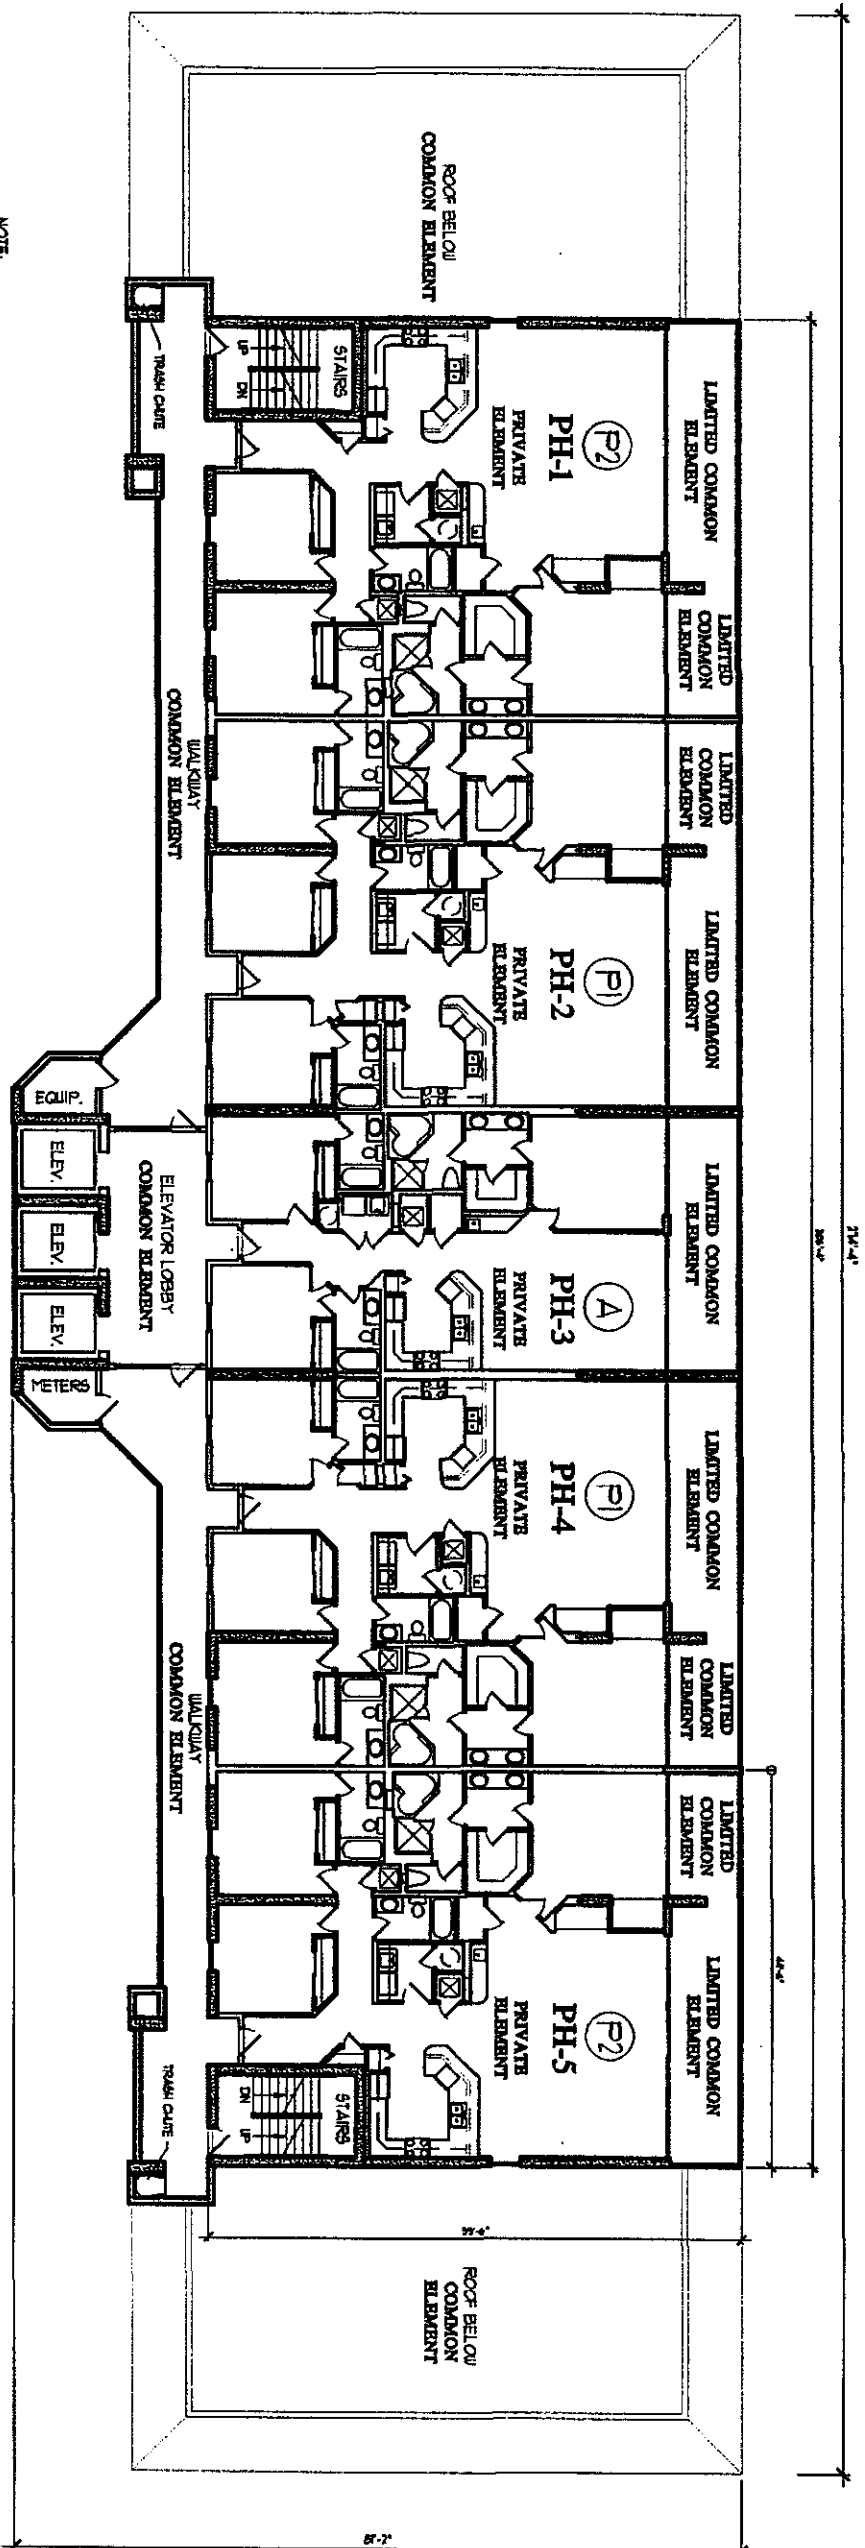 NOTE:
ROOF BELOW
COMMON ELEMENT
TRASH CHUTE
STAIRS
UP
DN
P2
PH-1
PRIVATE
ELEMENT
LIMITED COMMON
ELEMENT
LIMITED
COMMON
ELEMENT
WALKWAY
COMMON ELEMENT
LIMITED
COMMON
ELEMENT
P1
PH-2
PRIVATE
ELEMENT
LIMITED COMMON
ELEMENT
EQUIP.
ELEV.
ELEV.
ELEV.
METERS
ELEVATOR LOBBY
COMMON ELEMENT
A
PH-3
PRIVATE
ELEMENT
LIMITED COMMON
ELEMENT
P1
PH-4
PRIVATE
ELEMENT
LIMITED COMMON
ELEMENT
LIMITED
COMMON
ELEMENT
WALKWAY
COMMON ELEMENT
LIMITED
COMMON
ELEMENT
P2
PH-5
PRIVATE
ELEMENT
LIMITED COMMON
ELEMENT
STAIRS
DN
UP
TRASH CHUTE
ROOF BELOW
COMMON
ELEMENT